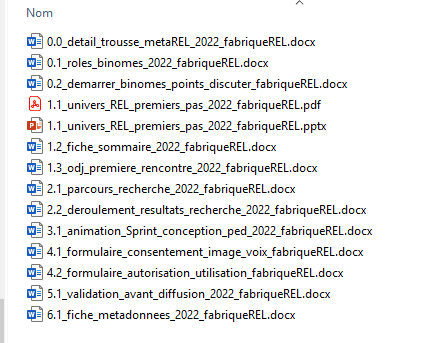 Nom
0.0_detail_trousse_metaREL_2022_fabriqueREL.docx
0.1_roles_binomes_2022_fabriqueREL.docx
0.2_demarrer_binomes_points_discuter_fabriqueREL.docx
1.1_univers_REL_premiers_pas_2022_fabriqueREL.pdf
1.1_univers_REL_premiers_pas_2022_fabriqueREL.pptx
1.2_fiche_sommaire_2022_fabriqueREL.docx
1.3_odj_premiere_rencontre_2022_fabriqueREL.docx
2.1_parcours_recherche_2022_fabriqueREL.docx
2.2_deroulement_resultats_recherche_2022_fabriqueREL.docx
3.1_animation_Sprint_conception_ped_2022_fabriqueREL.docx
4.1_formulaire_consentement_image_voix_fabriqueREL.docx
4.2_formulaire_autorisation_utilisation_fabriqueREL.docx
5.1_validation_avant_diffusion_2022_fabriqueREL.docx
6.1_fiche_metadonnees_2022_fabriqueREL.docx